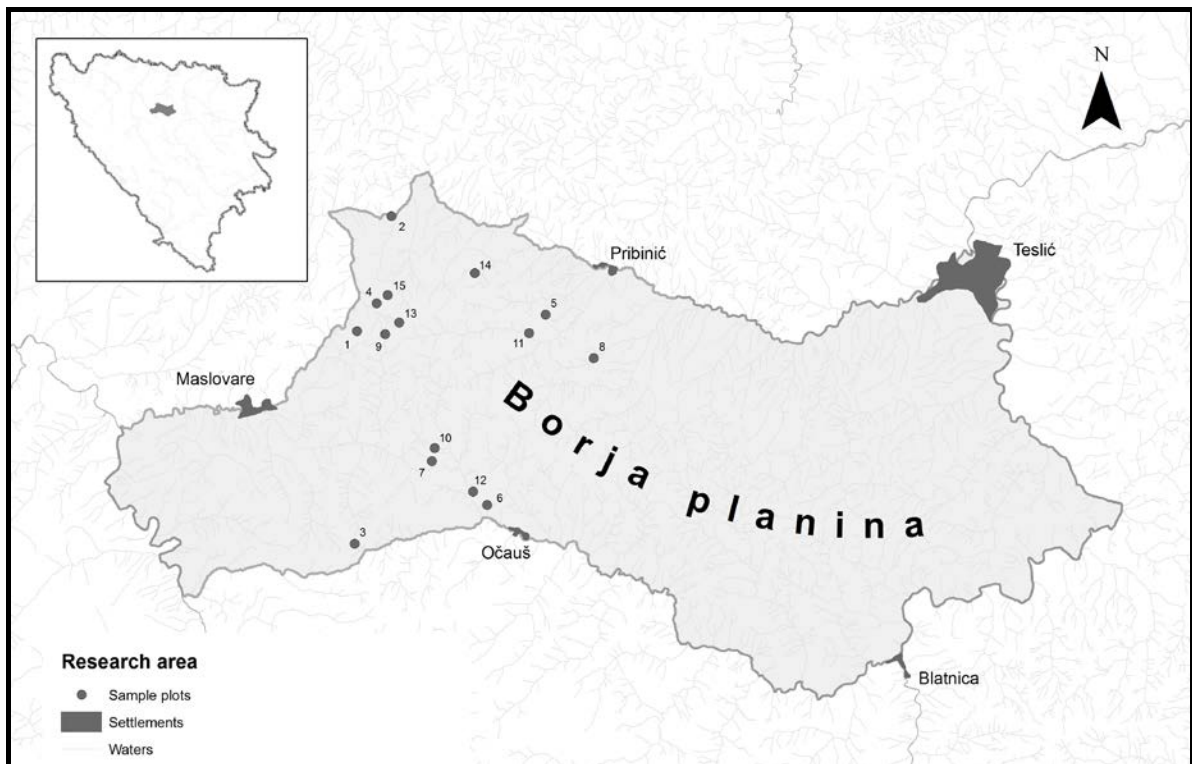 N
Teslić
2
Pribinić
14
15
4
5
13
1
9
11
8
Maslovare
Borja planina
10
7
12
6
3
Očauš
Research area
Sample plots
Settlements
Waters
Blatnica